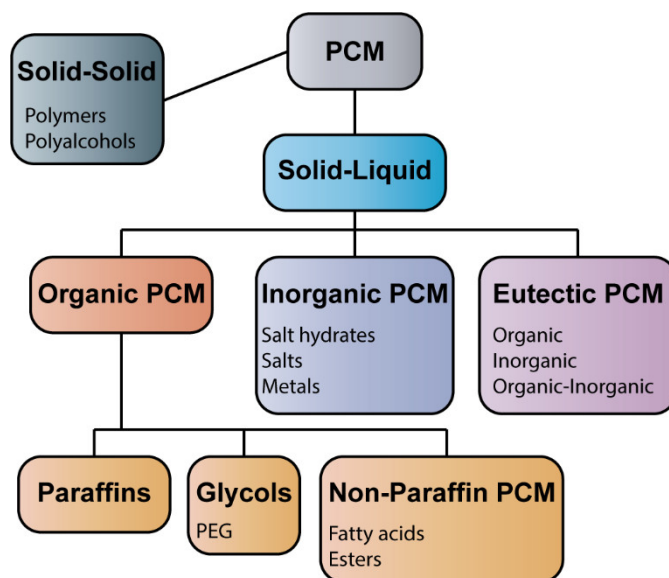 PCM
Solid-Solid
Polymers
Polyalcohols
Solid-Liquid
Organic PCM
Inorganic PCM
Salt hydrates
Salts
Metals
Eutectic PCM
Organic
Inorganic
Organic-Inorganic
Paraffins
Glycols
PEG
Non-Paraffin PCM
Fatty acids
Esters